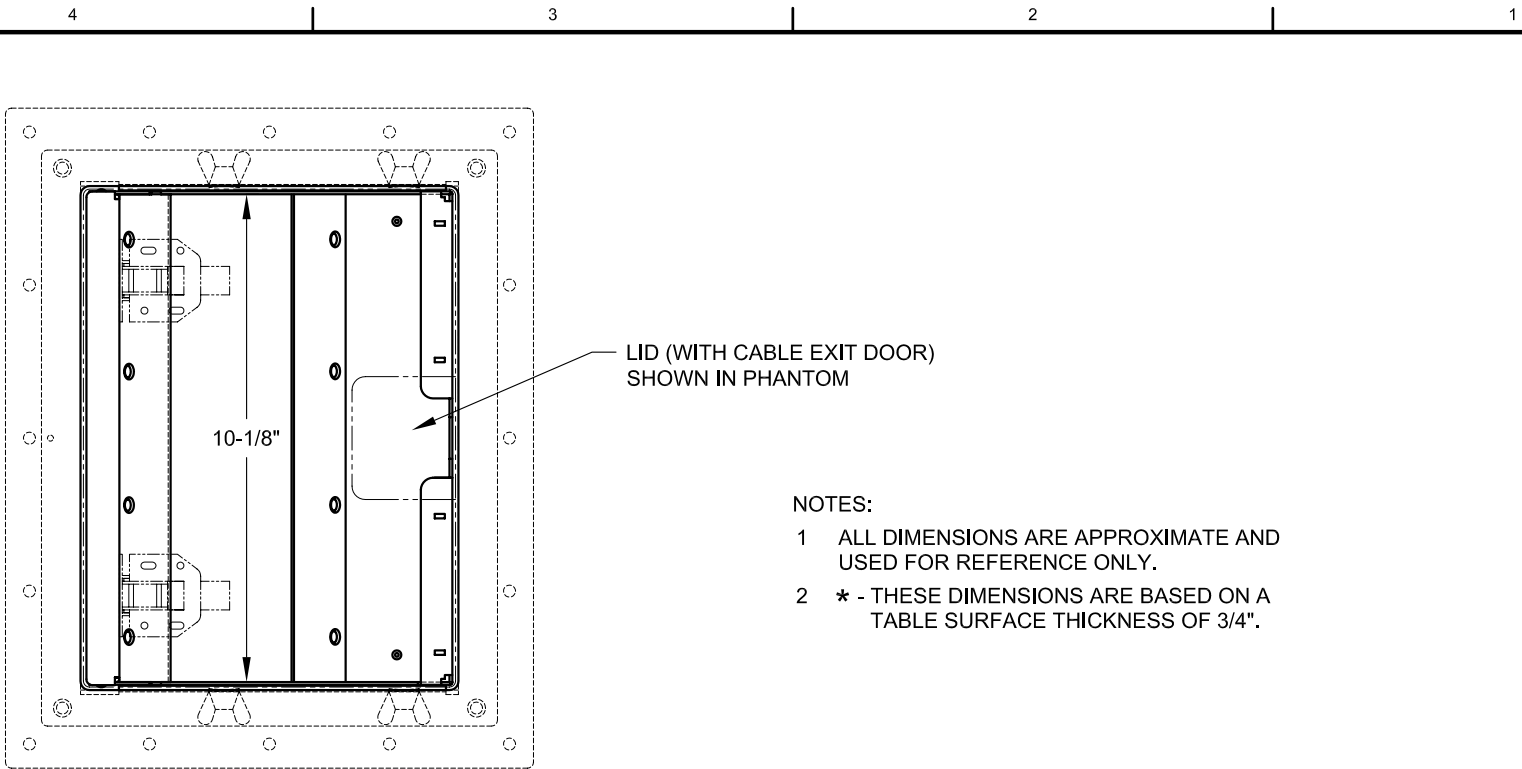 4 3 2 1
LID (WITH CABLE EXIT DOOR)
SHOWN IN PHANTOM
10-1/8"
NOTES:
1 ALL DIMENSIONS ARE APPROXIMATE AND
USED FOR REFERENCE ONLY.
2 * - THESE DIMENSIONS ARE BASED ON A
TABLE SURFACE THICKNESS OF 3/4".